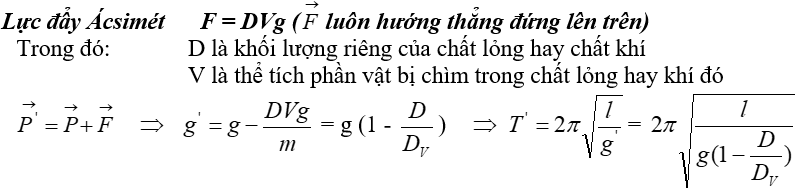 Lực đẩy Ácsimét F = DVg (\(\vec{F}\) luôn hướng thẳng đứng lên trên)
Trong đó: D là khối lượng riêng của chất lỏng hay chất khí
V là thể tích phần vật bị chìm trong chất lỏng hay khí đó
\(\vec{P}' = \vec{P} + \vec{F} \Rightarrow g' = g - \frac{DVg}{m} = g (1 - \frac{D}{D_V}) \Rightarrow T' = 2\pi\sqrt{\frac{l}{g'}} = 2\pi\sqrt{\frac{l}{g(1 - \frac{D}{D_V})}}\)